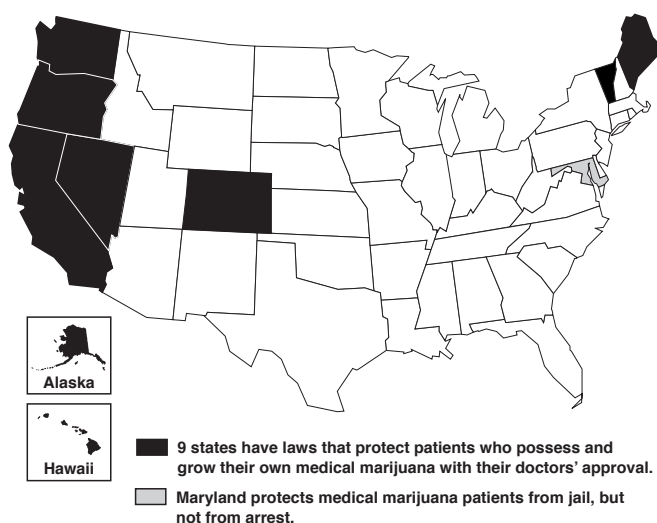 Alaska
Hawaii
9 states have laws that protect patients who possess and
grow their own medical marijuana with their doctors’ approval.
Maryland protects medical marijuana patients from jail, but
not from arrest.